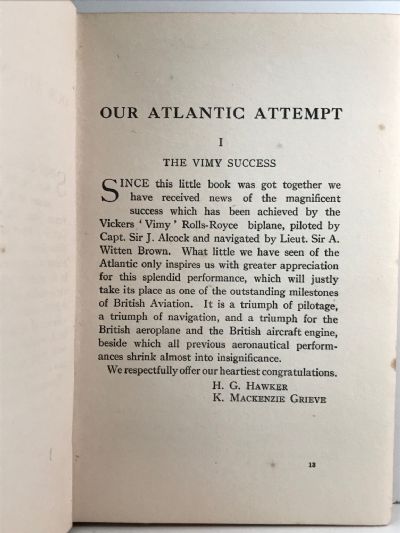 OUR ATLANTIC ATTEMPT
I
THE VIMY SUCCESS
SINCE this little book was got together we
have received news of the magnificent
success which has been achieved by the
Vickers ‘Vimy’ Rolls-Royce biplane, piloted by
Capt. Sir J. Alcock and navigated by Lieut. Sir A.
Witten Brown. What little we have seen of the
Atlantic only inspires us with greater appreciation
for this splendid performance, which will justly
take its place as one of the outstanding milestones
of British Aviation. It is a triumph of pilotage,
a triumph of navigation, and a triumph for the
British aeroplane and the British aircraft engine,
beside which all previous aeronautical perform-
ances shrink almost into insignificance.
We respectfully offer our heartiest congratulations.
H. G. HAWKER
K. MACKENZIE GRIEVE
13